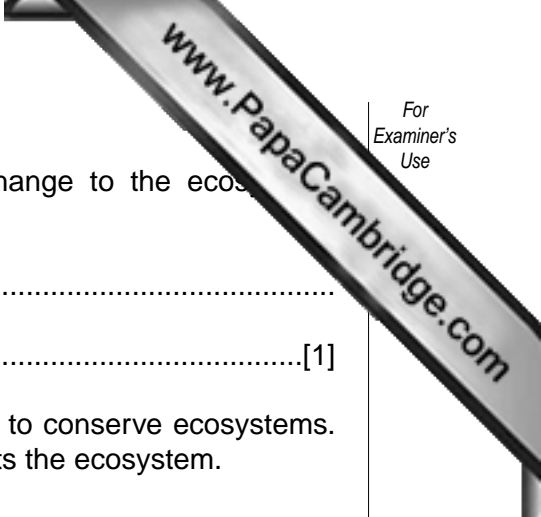 www.PapaCambridge.com
For
Examiner's
Use
hange to the ecos
....................................................
..............................................[1]
to conserve ecosystems.
ts the ecosystem.